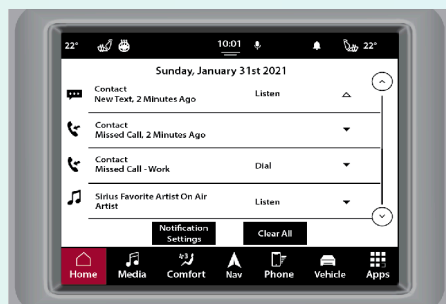 22° 10:01 22°
Sunday, January 31st 2021
Contact
New Text, 2 Minutes Ago Listen
Contact
Missed Call, 2 Minutes Ago
Contact
Missed Call - Work Dial
Sirius Favorite Artist On Air
Artist Listen
Notification
Settings Clear All
Home Media Comfort Nav Phone Vehicle Apps